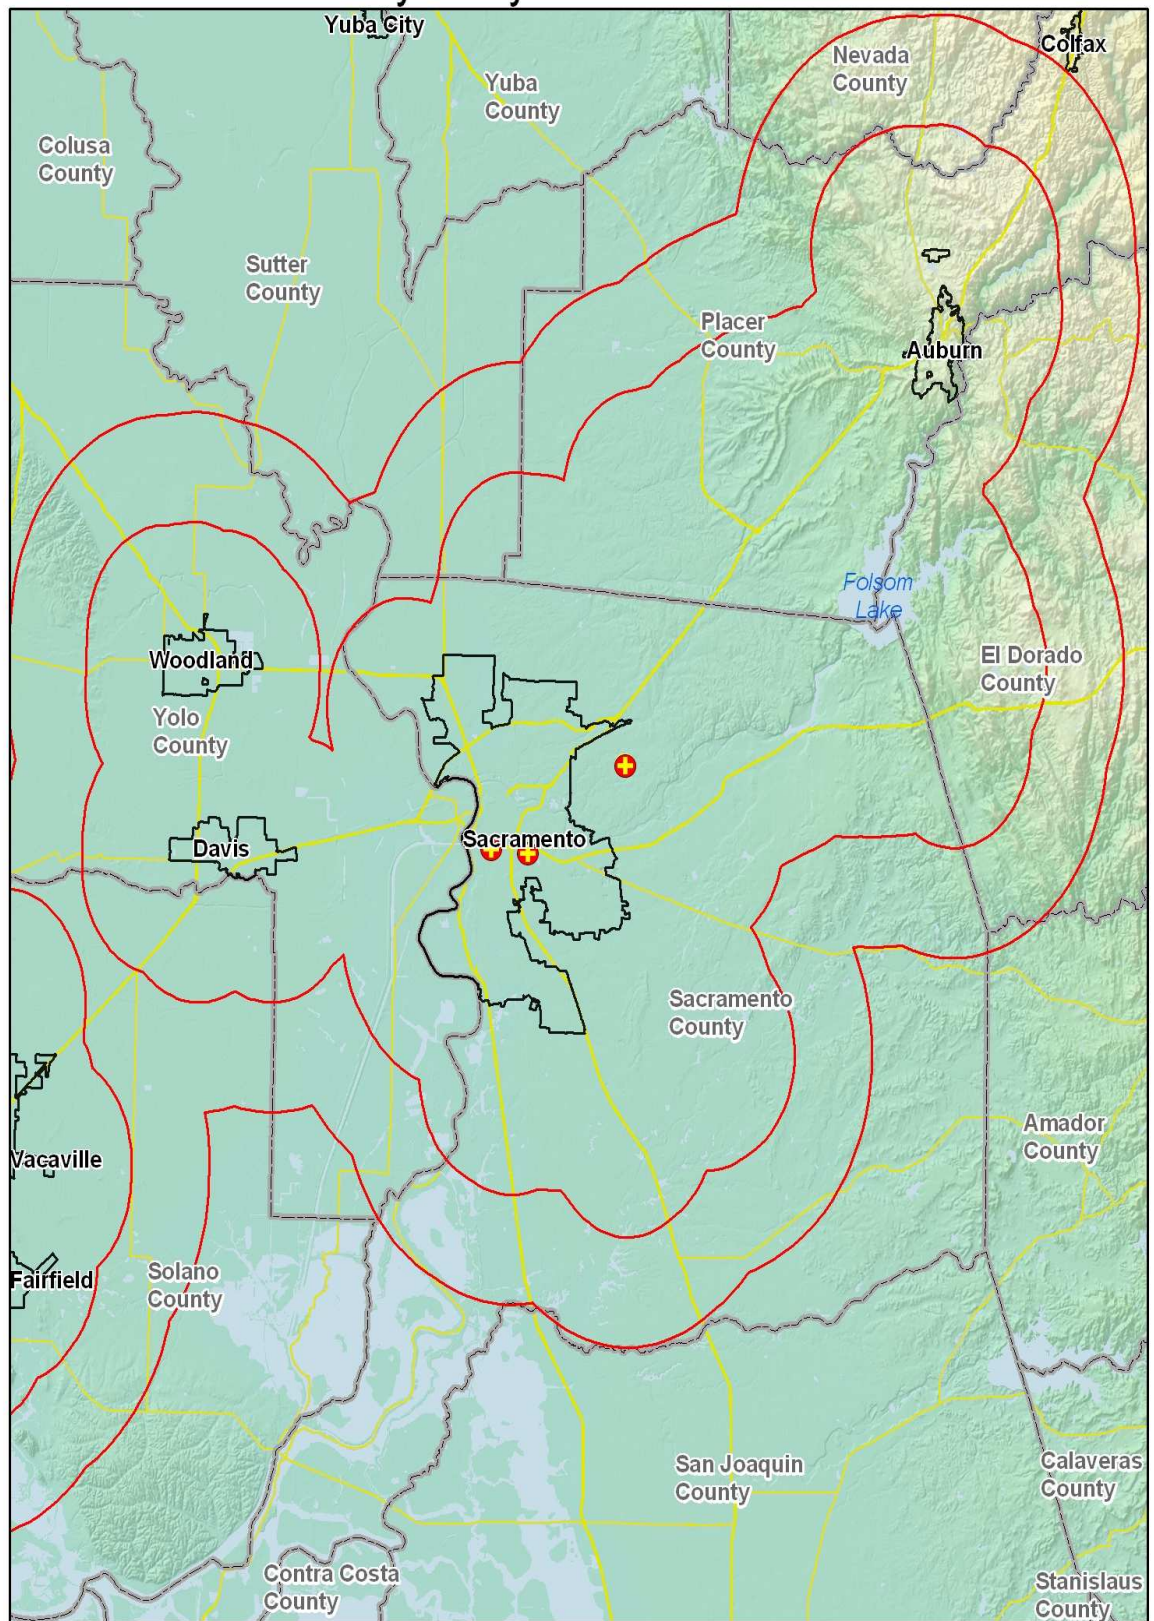 Yuba City
Colfax
Nevada
County
Yuba
County
Colusa
County
Sutter
County
Placer
County
Auburn
Folsom
Lake
Woodland
El Dorado
County
Yolo
County
Sacramento
Davis
Sacramento
County
Amador
County
Vacaville
Fairfield
Solano
County
San Joaquin
County
Calaveras
County
Contra Costa
County
Stanislaus
County